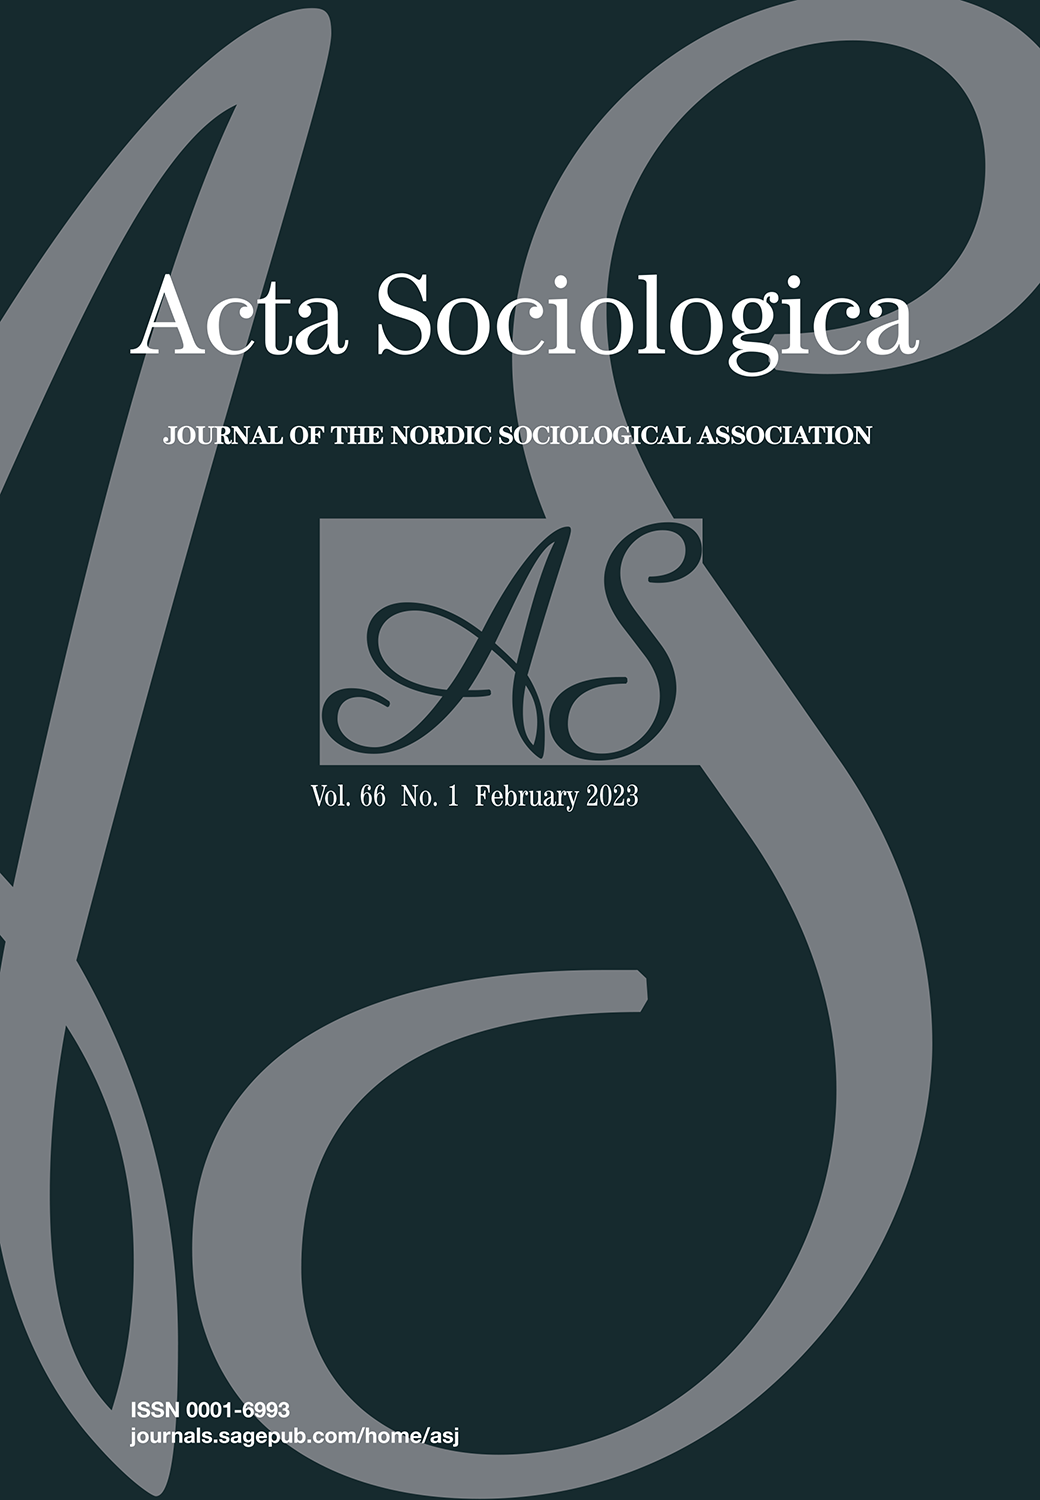 Acta Sociologica
JOURNAL OF THE NORDIC SOCIOLOGICAL ASSOCIATION
AS
Vol. 66 No. 1 February 2023
ISSN 0001-6993
journals.sagepub.com/home/asj